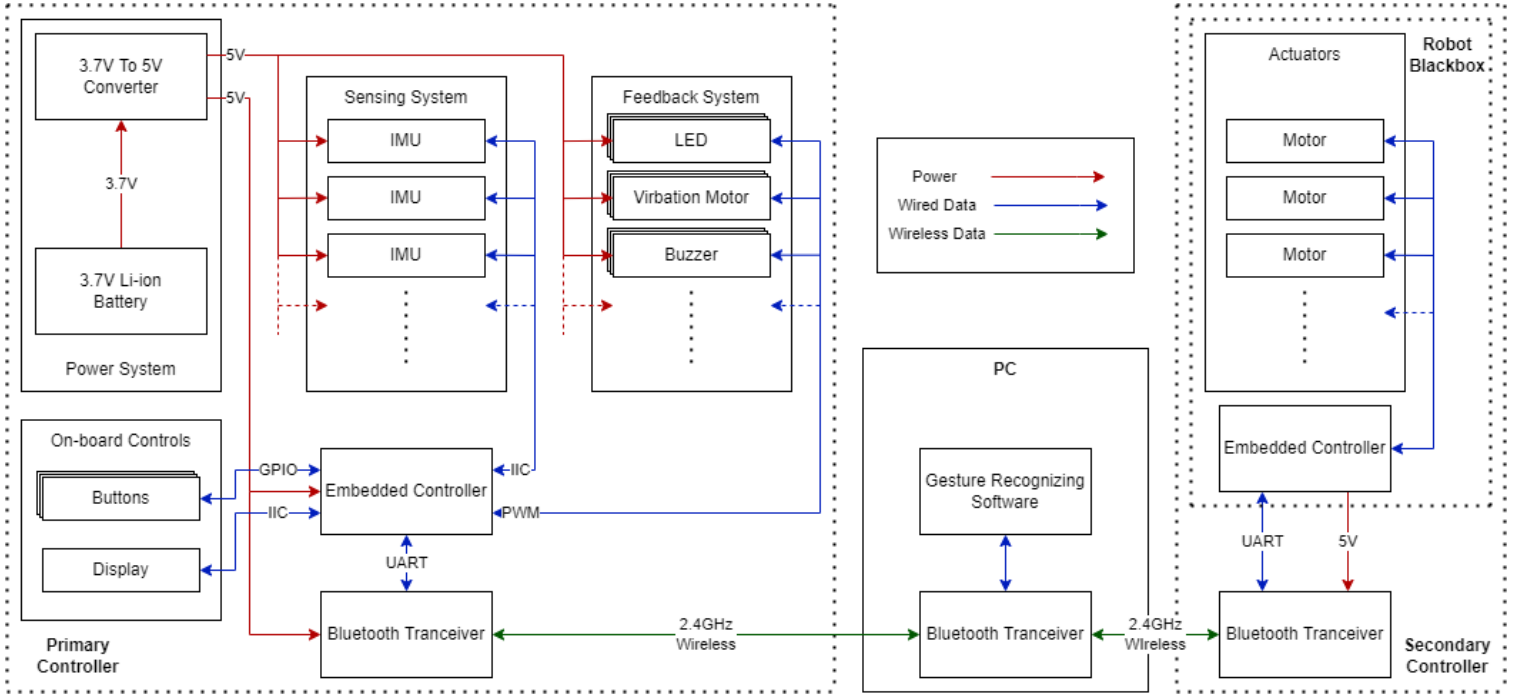 3.7V To 5V
Converter
5V
5V
3.7V
3.7V Li-ion
Battery
Power System
Sensing System
IMU
IMU
IMU
Feedback System
LED
Virbation Motor
Buzzer
On-board Controls
Buttons
Display
GPIO
IIC
Embedded Controller
IIC
PWM
UART
Bluetooth Tranceiver
Primary
Controller
2.4GHz
Wireless
Power
Wired Data
Wireless Data
PC
Gesture Recognizing
Software
Bluetooth Tranceiver
2.4GHz
WIreless
Actuators
Robot
Blackbox
Motor
Motor
Motor
Embedded Controller
UART
5V
Bluetooth Tranceiver
Secondary
Controller